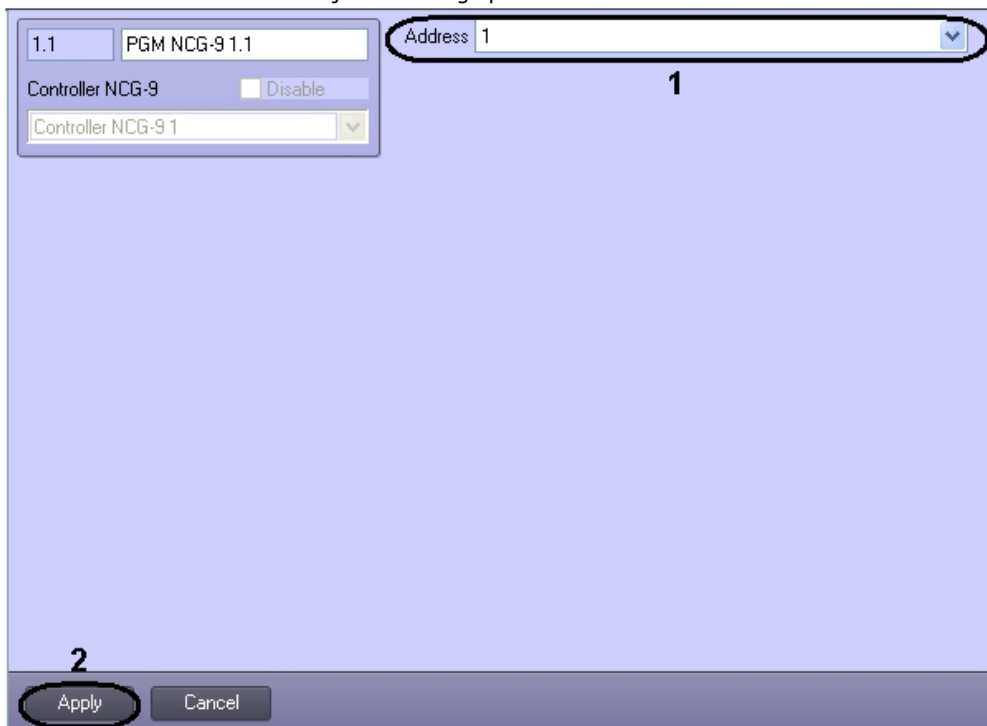 1.1 PGM NCG-9 1.1
Address 1
1
Controller NCG-9 Disable
Controller NCG-9 1
2
Apply Cancel